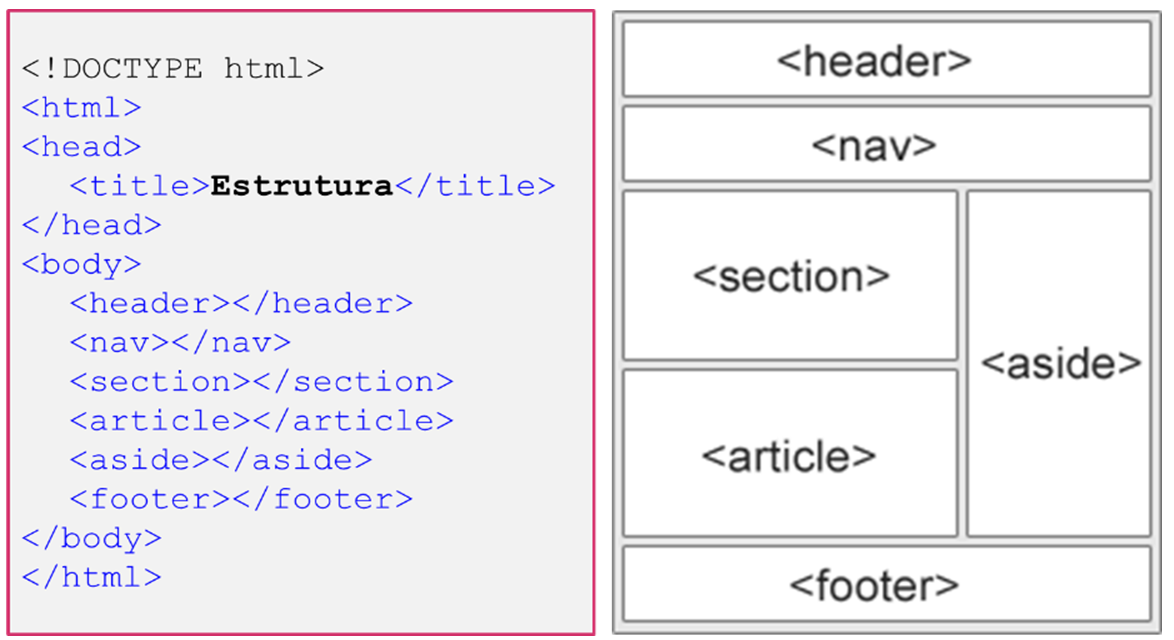 <!DOCTYPE html>
<html>
<head>
<title>Estrutura</title>
</head>
<body>
<header></header>
<nav></nav>
<section></section>
<article></article>
<aside></aside>
<footer></footer>
</body>
</html>
<header>
<nav>
<section>
<aside>
<article>
<footer>